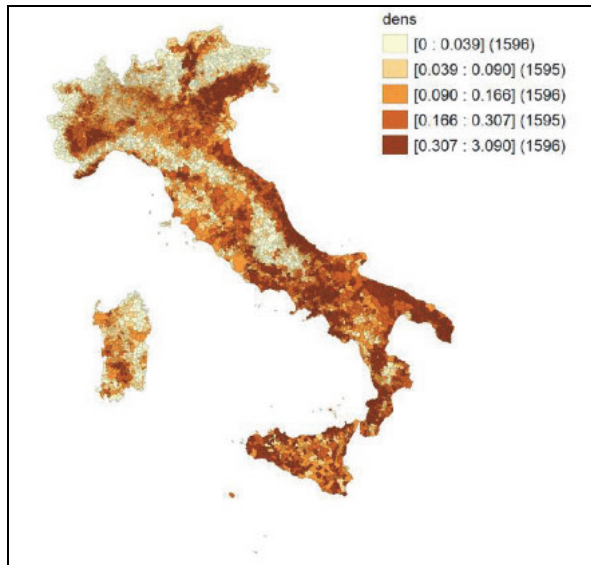 dens
[0 : 0.039] (1596)
[0.039 : 0.090] (1595)
[0.090 : 0.166] (1596)
[0.166 : 0.307] (1595)
[0.307 : 3.090] (1596)